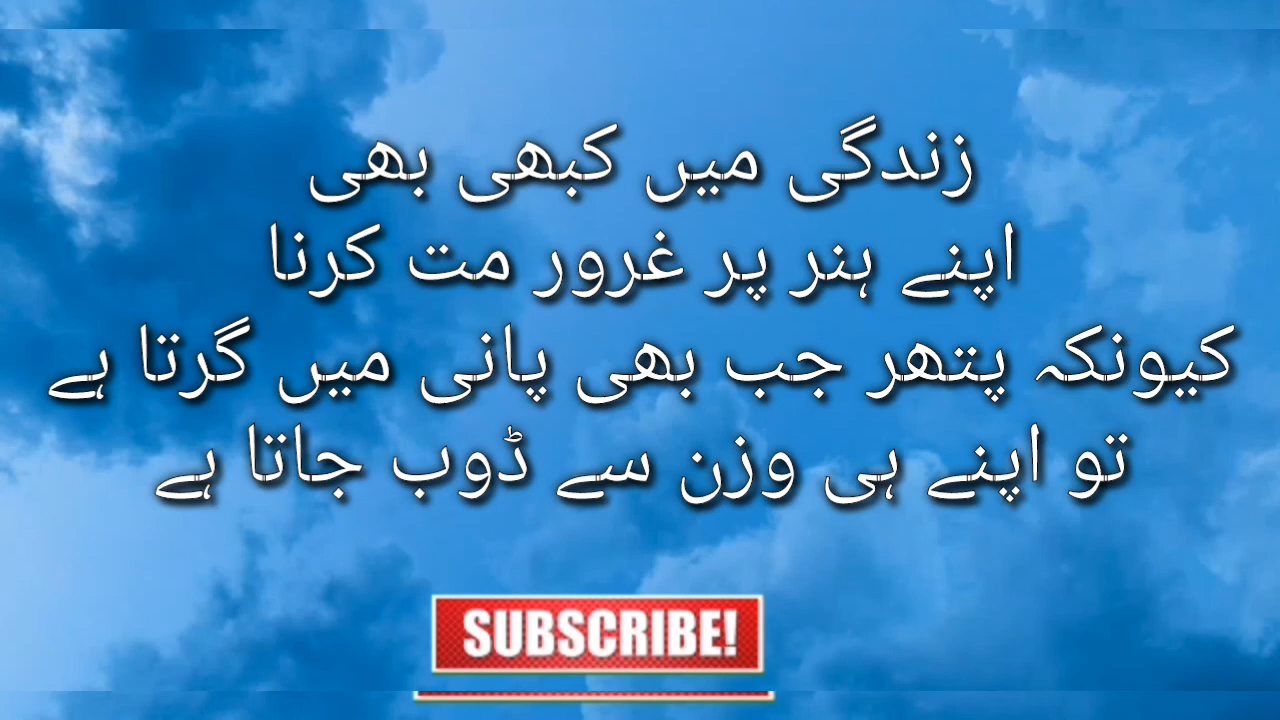 زندگی میں کبھی بھی
اپنے ہنر پر غرور مت کرنا
کیونکہ پتھر جب بھی پانی میں گرتا ہے
تو اپنے ہی وزن سے ڈوب جاتا ہے
SUBSCRIBE!